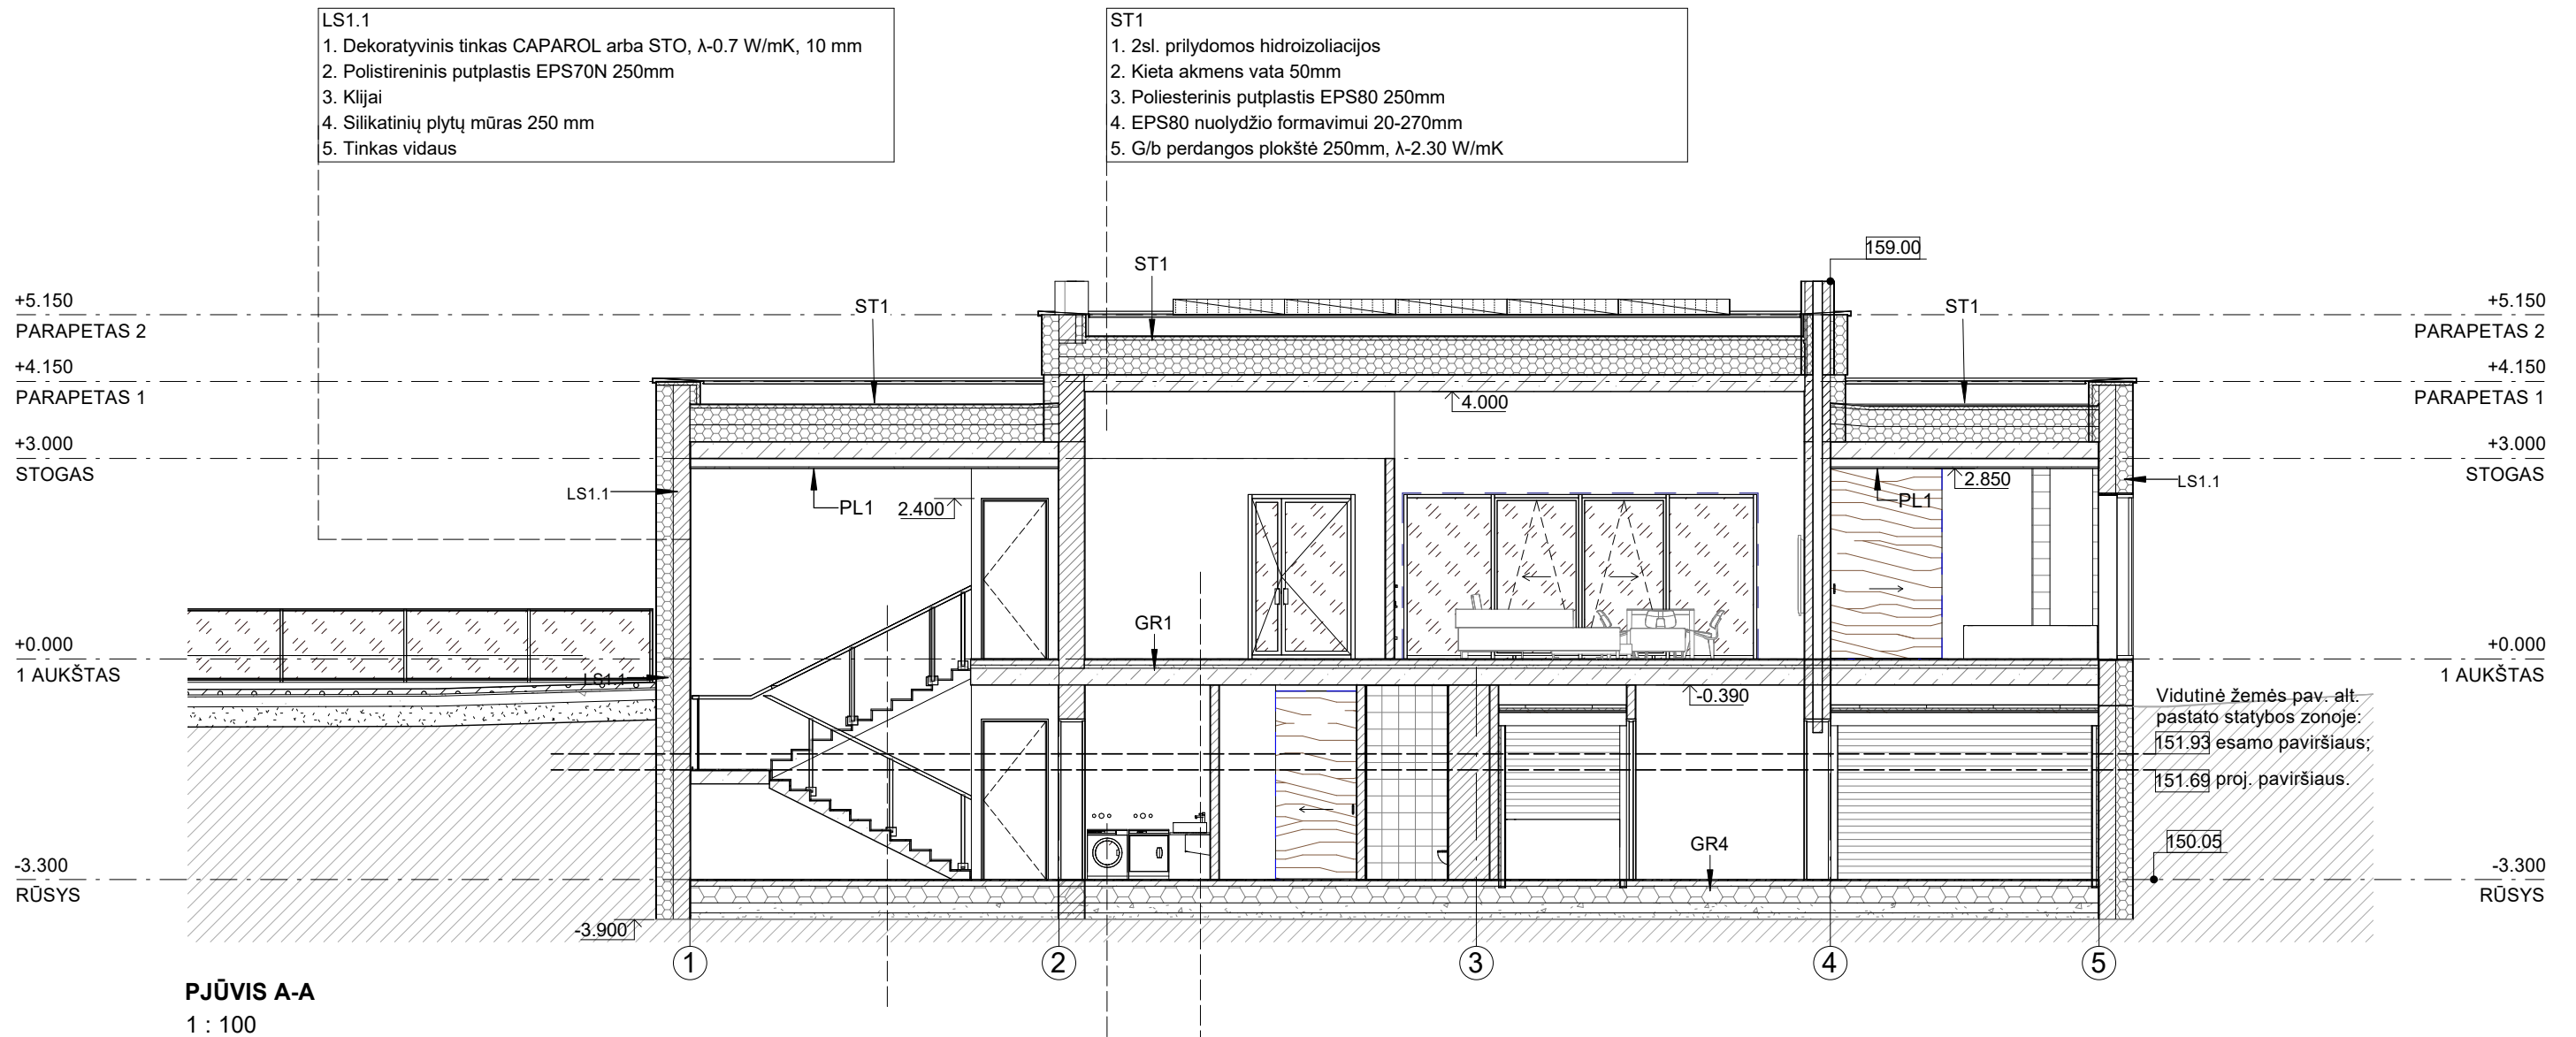 LS1.1
1. Dekoratyvinis tinkas CAPAROL arba STO, λ-0.7 W/mK, 10 mm
2. Polistireninis putplastis EPS70N 250mm
3. Klijai
4. Silikatinių plytų mūras 250 mm
5. Tinkas vidaus
ST1
1. 2sl. prilydomos hidroizoliacijos
2. Kieta akmens vata 50mm
3. Poliesterinis putplastis EPS80 250mm
4. EPS80 nuolydžio formavimui 20-270mm
5. G/b perdangos plokštė 250mm, λ-2.30 W/mK
159.00
ST1
ST1
ST1
+5.150
PARAPETAS 2
+4.150
PARAPETAS 1
+3.000
STOGAS
+0.000
1 AUKŠTAS
-3.300
RŪSYS
+5.150
PARAPETAS 2
+4.150
PARAPETAS 1
+3.000
STOGAS
+0.000
1 AUKŠTAS
-3.300
RŪSYS
4.000
LS1.1
PL1
2.400
2.850
PL1
LS1.1
GR1
LS1.1
-0.390
Vidutinė žemės pav. alt.
pastato statybos zonoje:
151.93 esamo paviršiaus;
151.69 proj. paviršiaus.
150.05
GR4
-3.900
1
2
3
4
5
PJŪVIS A-A
1 : 100